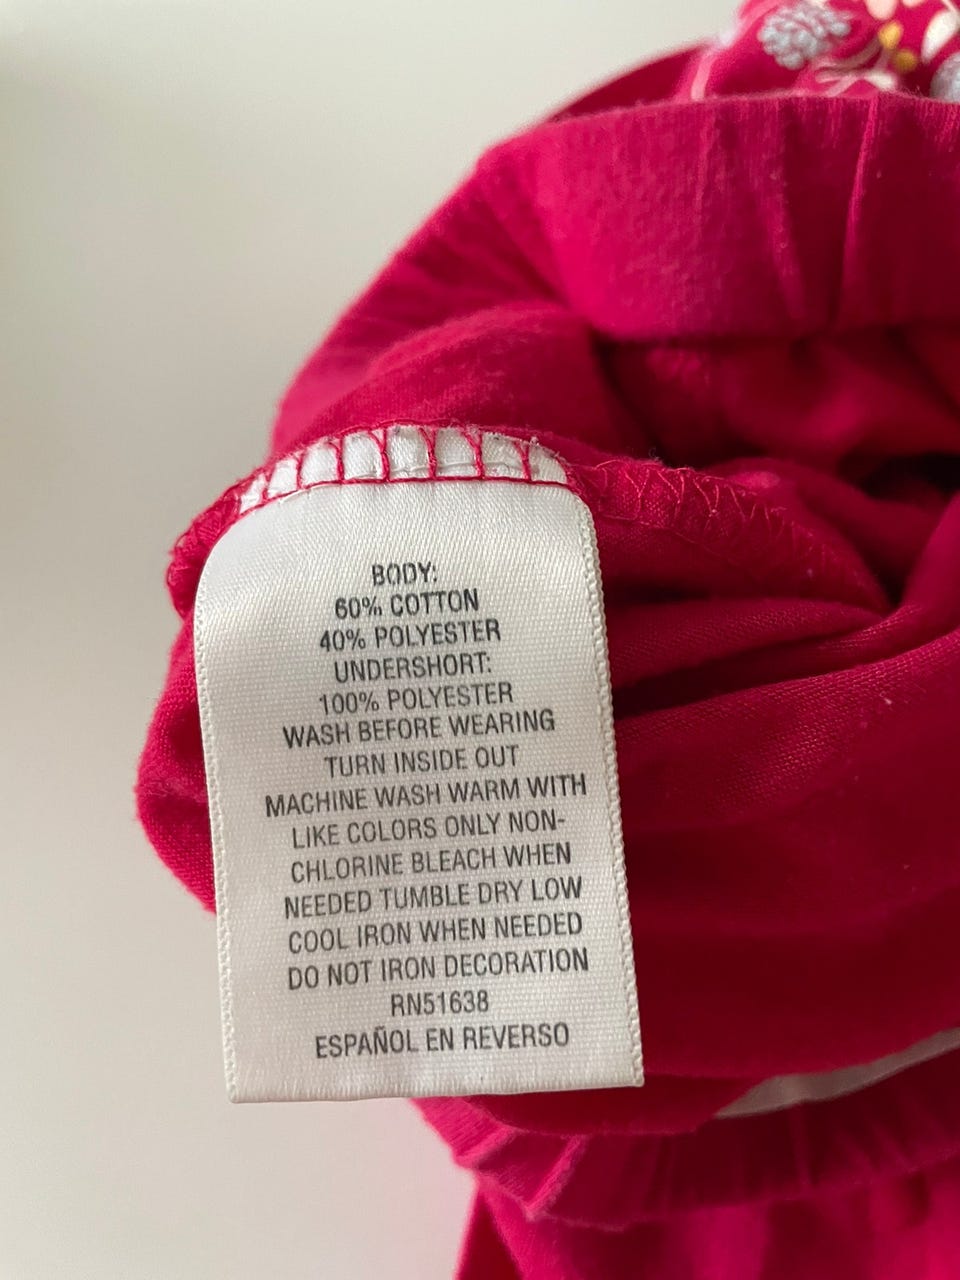 BODY:
60% COTTON
40% POLYESTER
UNDERSHORT:
100% POLYESTER
WASH BEFORE WEARING
TURN INSIDE OUT
MACHINE WASH WARM WITH
LIKE COLORS ONLY NON-
CHLORINE BLEACH WHEN
NEEDED TUMBLE DRY LOW
COOL IRON WHEN NEEDED
DO NOT IRON DECORATION
RN51638
ESPAÑOL EN REVERSO